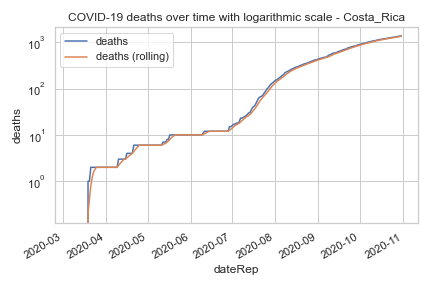 COVID-19 deaths over time with logarithmic scale - Costa_Rica
deaths
deaths (rolling)
deaths
10³
10²
10¹
10⁰
2020-03
2020-04
2020-05
2020-06
2020-07
2020-08
2020-09
2020-10
2020-11
dateRep